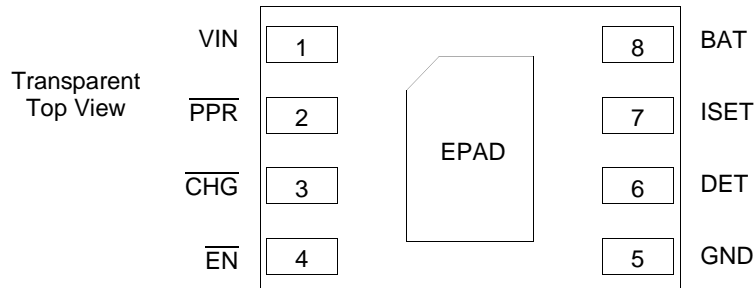 VIN 1 8 BAT
Transparent
Top View
PPR 2 7 ISET
EPAD
CHG 3 6 DET
EN 4 5 GND